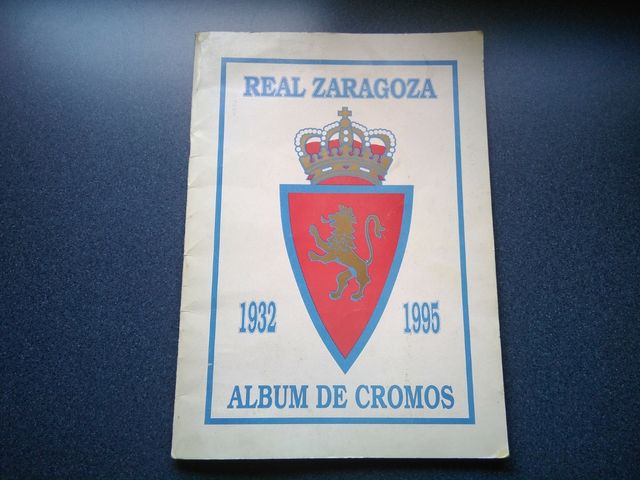 REAL ZARAGOZA
1932 1995
ALBUM DE CROMOS